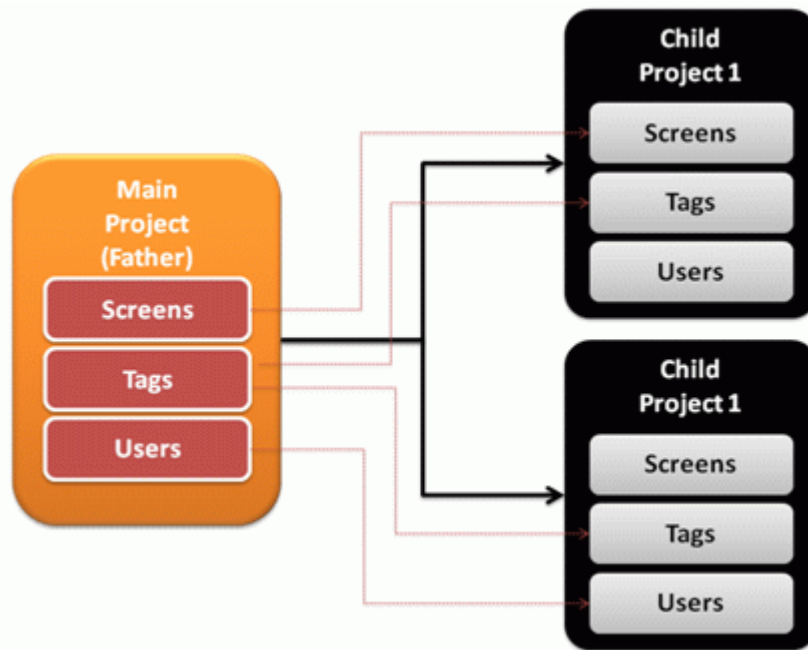 Main
Project
(Father)
Screens
Tags
Users
Child
Project 1
Screens
Tags
Users
Child
Project 1
Screens
Tags
Users